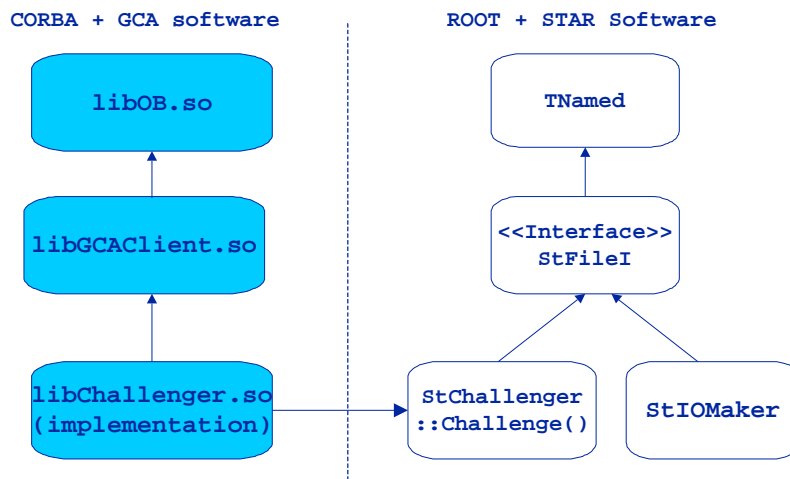 CORBA + GCA software
ROOT + STAR Software
libOB.so
TNamed
libGCAClient.so
<<Interface>>
StFileI
libChallenger.so
(implementation)
StChallenger
::Challenge()
StIOMaker